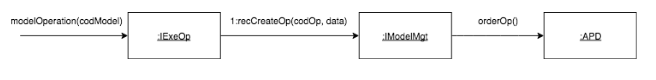 modelOperation(codModel)
:IExeOp
1:recCreateOp(codOp, data)
:IModelMgt
orderOp()
:APD